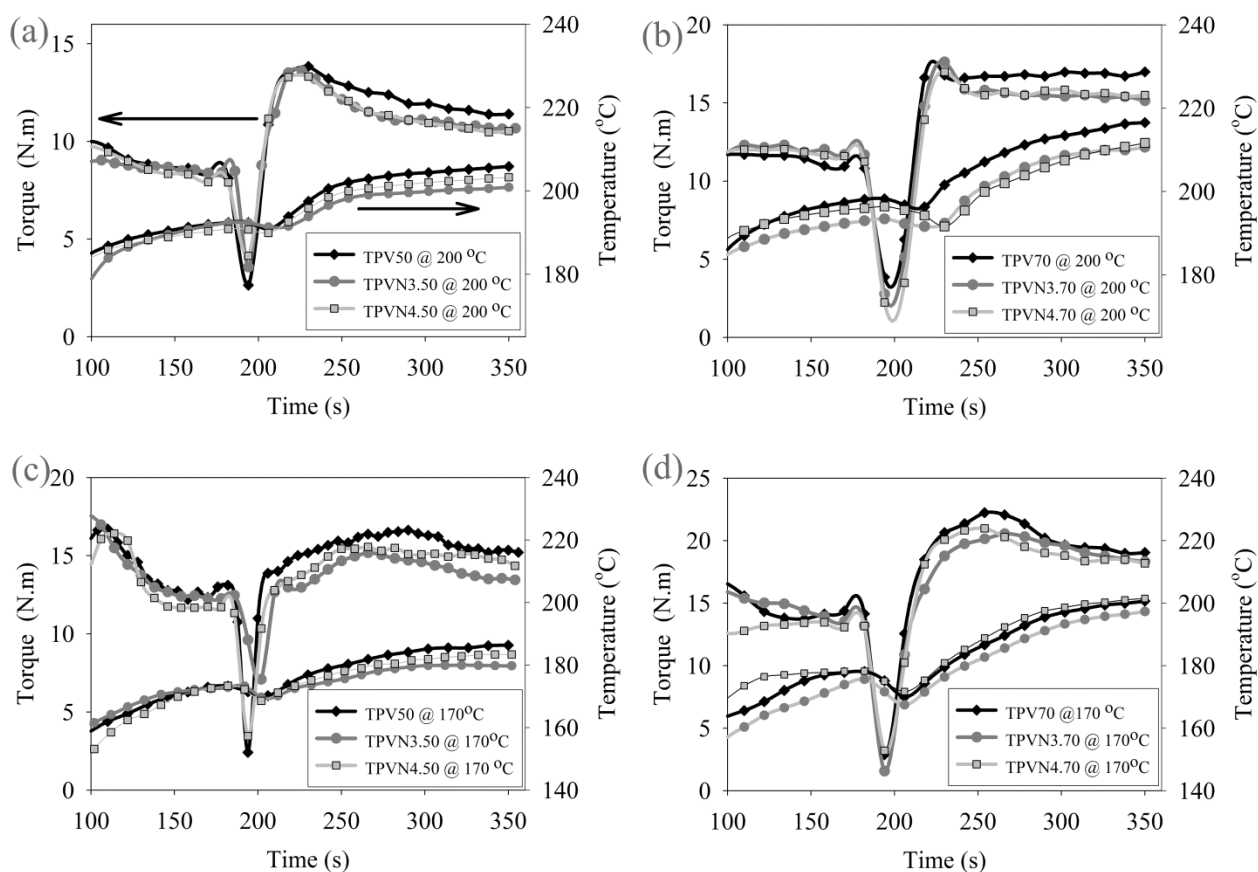 (a)
15
10
5
0
Torque (N.m)
240
220
200
180
Temperature (°C)
TPV50 @ 200 °C
TPVN3.50 @ 200 °C
TPVN4.50 @ 200 °C
100 150 200 250 300 350
Time (s)
(b)
20
15
10
5
0
Torque (N.m)
240
220
200
180
Temperature (°C)
TPV70 @ 200 °C
TPVN3.70 @ 200 °C
TPVN4.70 @ 200 °C
100 150 200 250 300 350
Time (s)
(c)
20
15
10
5
0
Torque (N.m)
240
220
200
180
160
140
Temperature (°C)
TPV50 @ 170°C
TPVN3.50 @ 170°C
TPVN4.50 @ 170 °C
100 150 200 250 300 350
Time (s)
(d)
25
20
15
10
5
0
Torque (N.m)
240
220
200
180
160
140
Temperature (°C)
TPV70 @170 °C
TPVN3.70 @ 170°C
TPVN4.70 @ 170°C
100 150 200 250 300 350
Time (s)